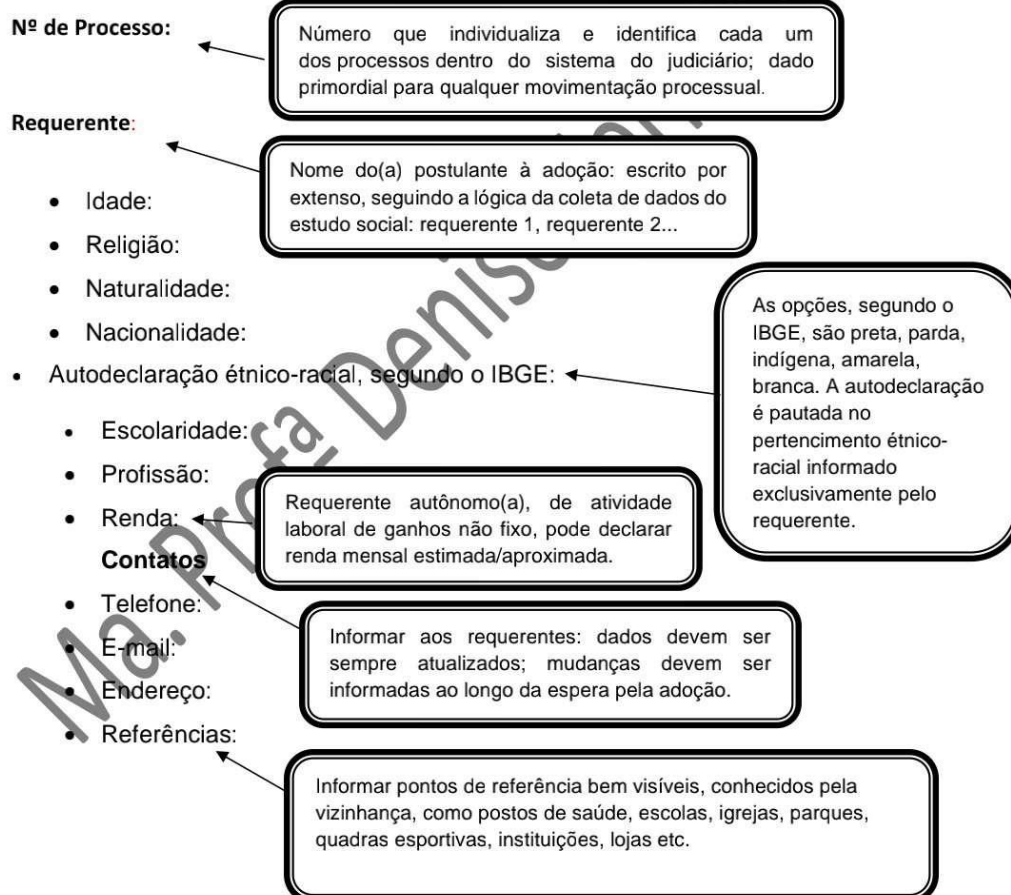 Nº de Processo:
Número que individualiza e identifica cada um
dos processos dentro do sistema do judiciário; dado
primordial para qualquer movimentação processual.
Requerente:
Nome do(a) postulante à adoção: escrito por
extenso, seguindo a lógica da coleta de dados do
estudo social: requerente 1, requerente 2...
• Idade:
• Religião:
• Naturalidade:
• Nacionalidade:
• Autodeclaração étnico-racial, segundo o IBGE:
As opções, segundo o
IBGE, são preta, parda,
indígena, amarela,
branca. A autodeclaração
é pautada no
pertencimento étnico-
racial informado
exclusivamente pelo
requerente.
• Escolaridade:
• Profissão:
• Renda:
Requerente autônomo(a), de atividade
laboral de ganhos não fixo, pode declarar
renda mensal estimada/aproximada.
Contatos
• Telefone:
• E-mail:
• Endereço:
• Referências:
Informar aos requerentes: dados devem ser
sempre atualizados; mudanças devem ser
informadas ao longo da espera pela adoção.
Informar pontos de referência bem visíveis, conhecidos pela
vizinhança, como postos de saúde, escolas, igrejas, parques,
quadras esportivas, instituições, lojas etc.
Ma. Profª Denis